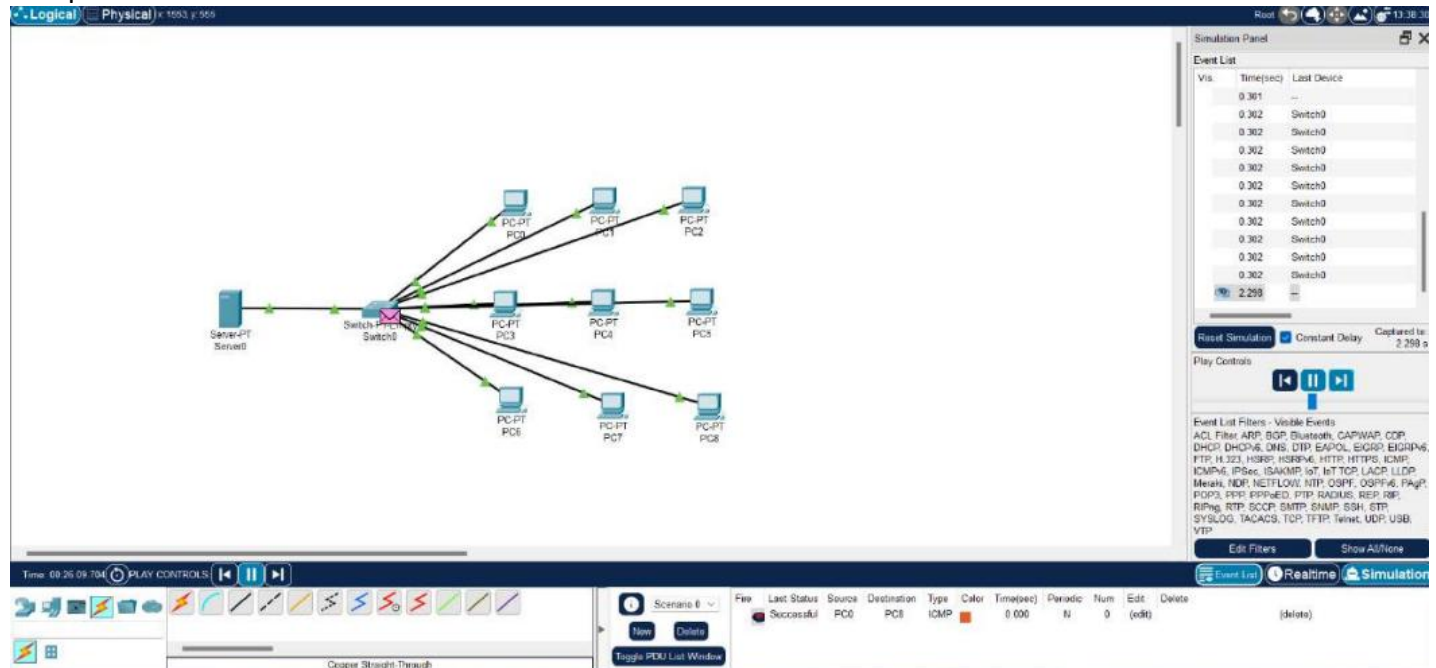 Logical Physical x: 1553, y: 555
Root 13:38:30
Simulation Panel
Event List
Vis. Time(sec) Last Device
0.301 --
0.302 Switch0
0.302 Switch0
0.302 Switch0
0.302 Switch0
0.302 Switch0
0.302 Switch0
0.302 Switch0
0.302 Switch0
0.302 Switch0
0.302 Switch0
2.298 --
Reset Simulation Constant Delay Captured to:
2.298 s
Play Controls
Event List Filters - Visible Events
ACL Filter, ARP, BGP, Bluetooth, CAPWAP, CDP,
DHCP, DHCPv6, DNS, DTP, EAPOL, EIGRP, EIGRPv6,
FTP, H.323, HSRP, HSRPv6, HTTP, HTTPS, ICMP,
ICMPv6, IPSec, ISAKMP, IoT, IoT TCP, LACP, LLDP,
Meraki, NDP, NETFLOW, NTP, OSPF, OSPFv6, PAgP,
POP3, PPP, PPPoED, PTP, RADIUS, REP, RIP,
RIPng, RTP, SCCP, SMTP, SNMP, SSH, STP,
SYSLOG, TACACS, TCP, TFTP, Telnet, UDP, USB,
VTP
Edit Filters Show All/None
Event List Realtime Simulation
PC-PT
PC0
PC-PT
PC1
PC-PT
PC2
Server-PT
Server0
Switch0
PC-PT
PC3
PC-PT
PC4
PC-PT
PC5
PC-PT
PC6
PC-PT
PC7
PC-PT
PC8
Time: 00:26:09.704 PLAY CONTROLS:
Scenario 0
New Delete
Toggle PDU List Window
Fire Last Status Source Destination Type Color Time(sec) Periodic Num Edit Delete
Successful PC0 PC8 ICMP 0.000 N 0 (edit) (delete)
Copper Straight-Through